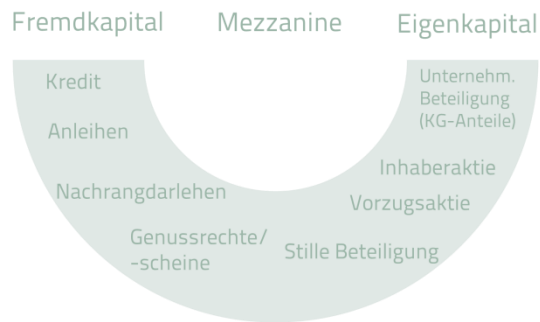 Fremdkapital
Mezzanine
Eigenkapital
Kredit
Anleihen
Nachrangdarlehen
Genussrechte/
-scheine
Stille Beteiligung
Vorzugsaktie
Inhaberaktie
Unternehm.
Beteiligung
(KG-Anteile)